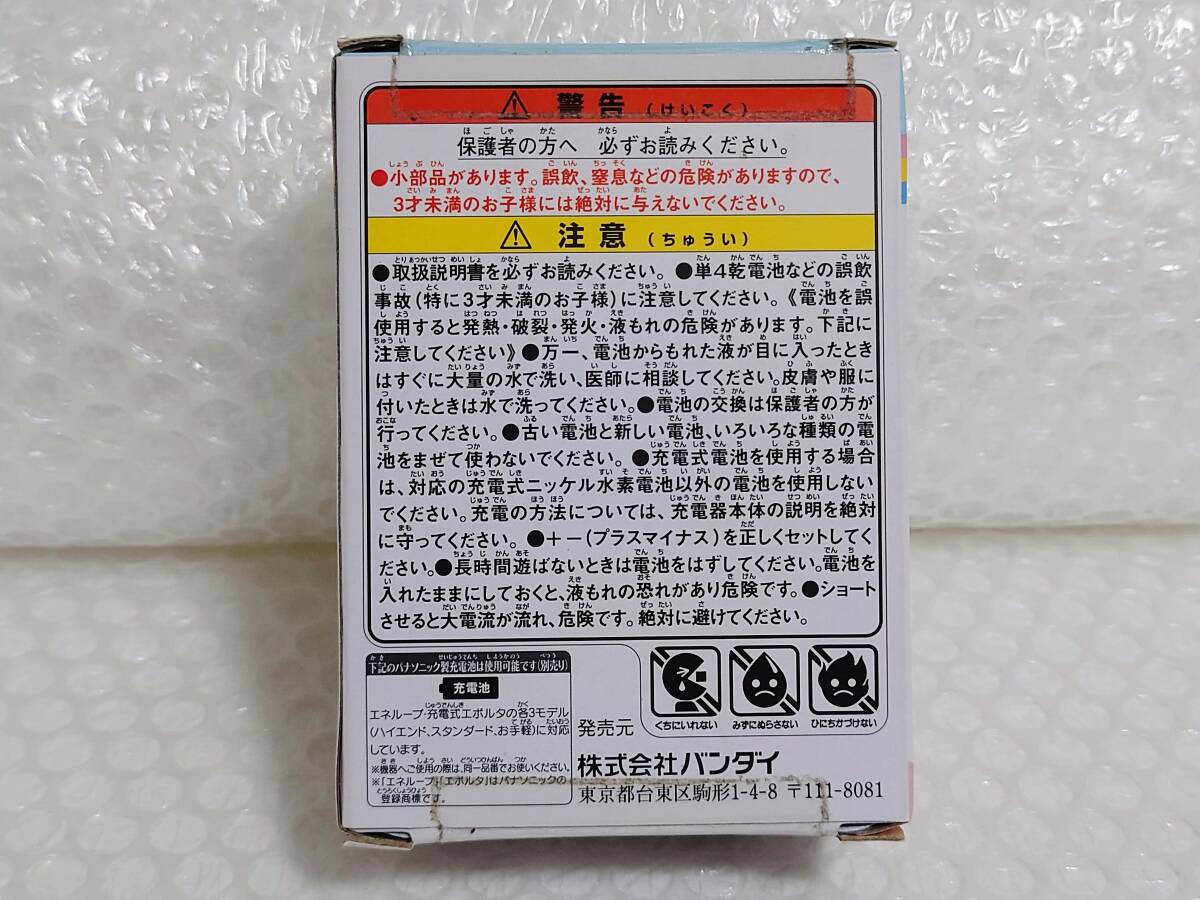 ⚠ 警告 (けいこく)
保護者の方へ 必ずお読みください。
●小部品があります。誤飲、窒息などの危険がありますので、
3才未満のお子様には絶対に与えないでください。
⚠ 注意 (ちゅうい)
●取扱説明書を必ずお読みください。 ●単4乾電池などの誤飲
事故(特に3才未満のお子様)に注意してください。《電池を誤
使用すると発熱・破裂・発火・液もれの危険があります。下記に
注意してください》●万一、電池からもれた液が目に入ったとき
はすぐに大量の水で洗い、医師に相談してください。皮膚や服に
付いたときは水で洗ってください。●電池の交換は保護者の方が
行ってください。●古い電池と新しい電池、いろいろな種類の電
池をまぜて使わないでください。 ●充電式電池を使用する場合
は、対応の充電式ニッケル水素電池以外の電池を使用しない
でください。充電の方法については、充電器本体の説明を絶対
に守ってください。 ●+−(プラスマイナス)を正しくセットしてく
ださい。●長時間遊ばないときは電池をはずしてください。電池を
入れたままにしておくと、液もれの恐れがあり危険です。●ショート
させると大電流が流れ、危険です。絶対に避けてください。
下記のパナソニック製充電池は使用可能です(別売り)
充電池
エネループ・充電式エボルタの各3モデル
(ハイエンド、スタンダード、お手軽)に対応
しています。
※機器へご使用の際は、同一品番でお使いください。
※「エネループ」「エボルタ」はパナソニックの
登録商標です。
くちにいれない みずにぬらさない ひにちかづけない
発売元
株式会社バンダイ
東京都台東区駒形1-4-8 〒111-8081